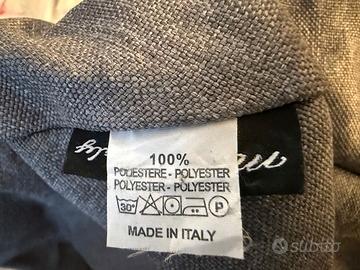 100%
POLIESTERE - POLYESTER
POLYESTER - POLYESTER
30°
P
MADE IN ITALY
subito